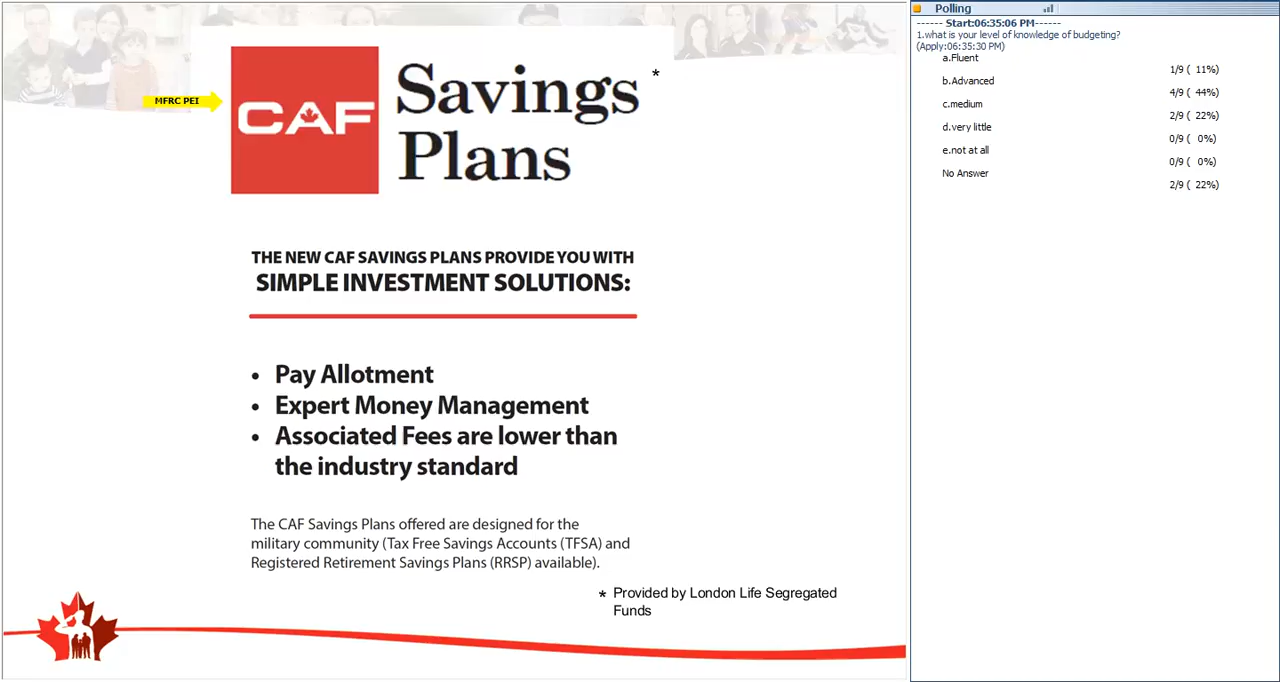 MFRC PEI
CAF
Savings
Plans
*
THE NEW CAF SAVINGS PLANS PROVIDE YOU WITH
SIMPLE INVESTMENT SOLUTIONS:
• Pay Allotment
• Expert Money Management
• Associated Fees are lower than
the industry standard
The CAF Savings Plans offered are designed for the
military community (Tax Free Savings Accounts (TFSA) and
Registered Retirement Savings Plans (RRSP) available).
* Provided by London Life Segregated
Funds
Polling
------ Start:06:35:06 PM------
1.what is your level of knowledge of budgeting?
(Apply:06:35:30 PM)
a.Fluent
1/9 ( 11%)
b.Advanced
4/9 ( 44%)
c.medium
2/9 ( 22%)
d.very little
0/9 ( 0%)
e.not at all
0/9 ( 0%)
No Answer
2/9 ( 22%)